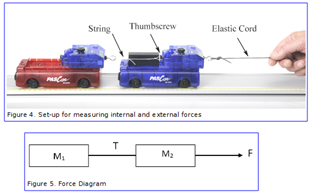 String
Thumbscrew
Elastic Cord
PASCO
PASCO
Figure 4. Set-up for measuring internal and external forces
M1
T
M2
F
Figure 5. Force Diagram